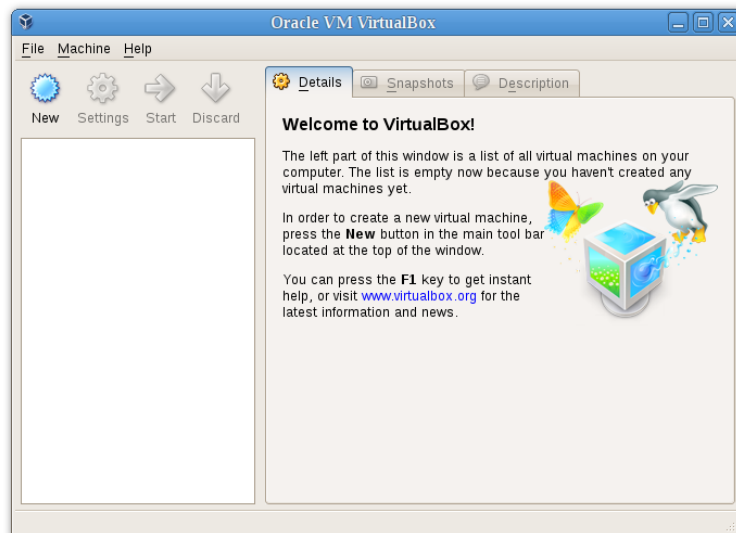 Oracle VM VirtualBox
File Machine Help
New Settings Start Discard
Details Snapshots Description
Welcome to VirtualBox!
The left part of this window is a list of all virtual machines on your
computer. The list is empty now because you haven't created any
virtual machines yet.
In order to create a new virtual machine,
press the New button in the main tool bar
located at the top of the window.
You can press the F1 key to get instant
help, or visit www.virtualbox.org for the
latest information and news.